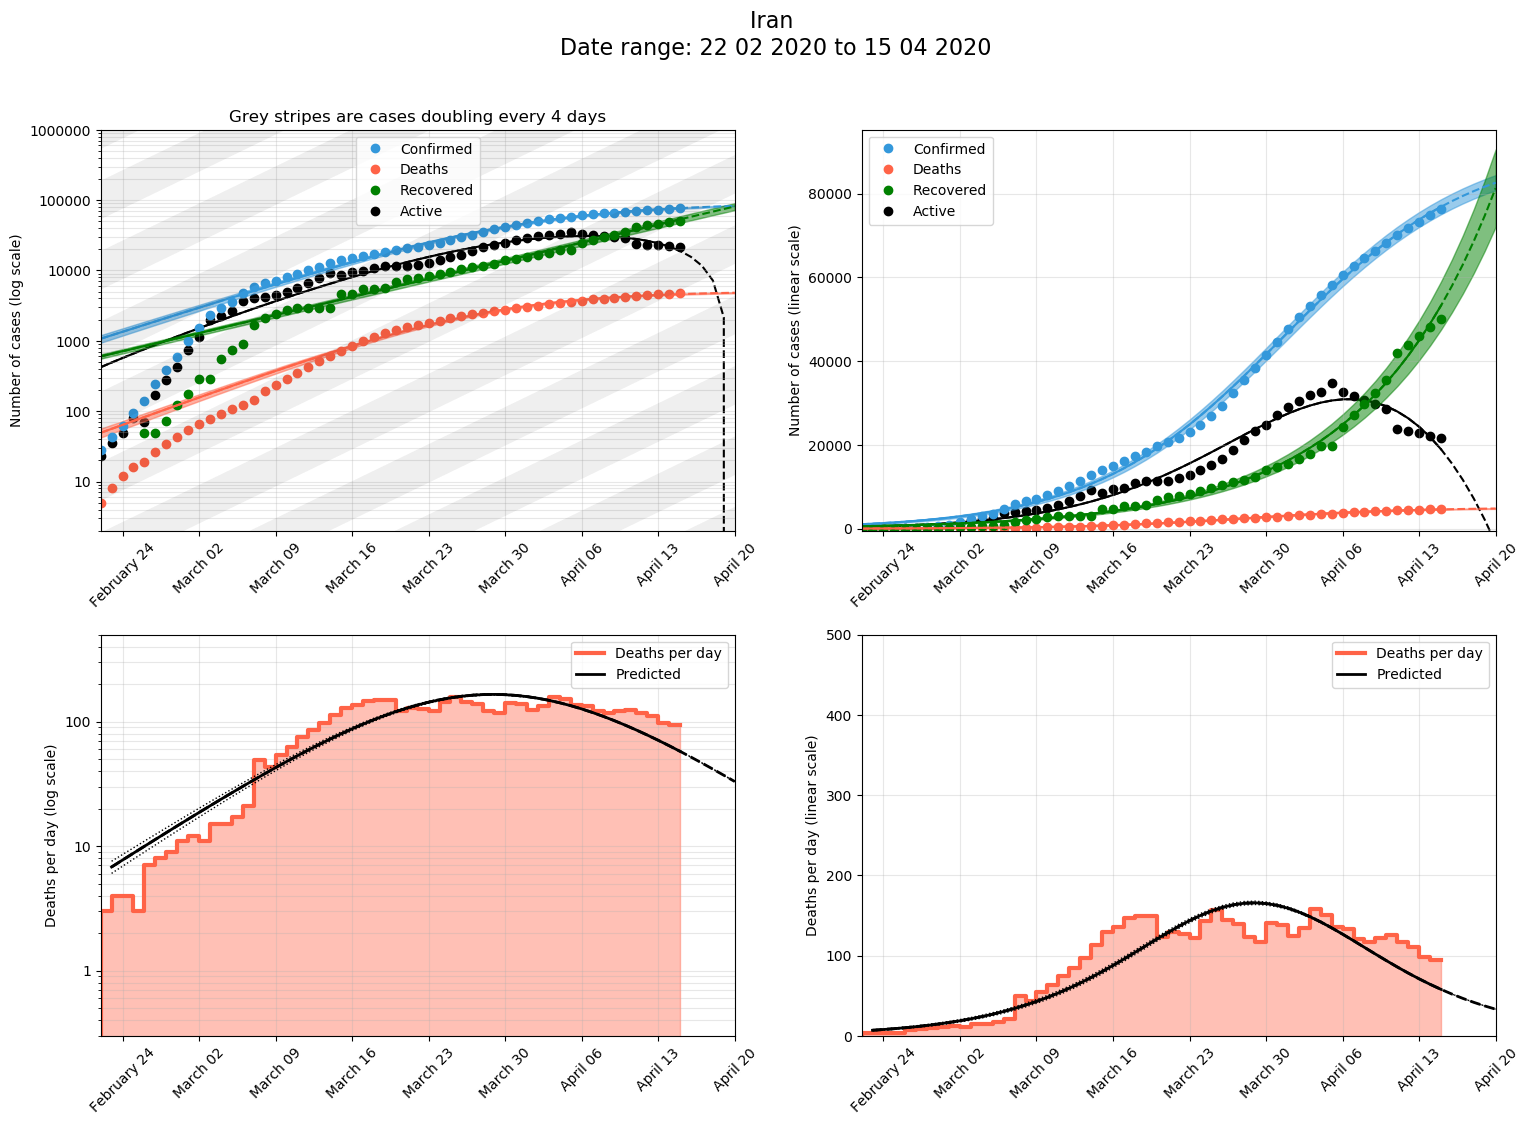 Iran
Date range: 22 02 2020 to 15 04 2020
Grey stripes are cases doubling every 4 days
Number of cases (log scale)
1000000
100000
10000
1000
100
10
Confirmed
Deaths
Recovered
Active
February 24
March 02
March 09
March 16
March 23
March 30
April 06
April 13
April 20
Number of cases (linear scale)
80000
60000
40000
20000
0
Confirmed
Deaths
Recovered
Active
February 24
March 02
March 09
March 16
March 23
March 30
April 06
April 13
April 20
Deaths per day (log scale)
100
10
1
Deaths per day
Predicted
February 24
March 02
March 09
March 16
March 23
March 30
April 06
April 13
April 20
Deaths per day (linear scale)
500
400
300
200
100
0
Deaths per day
Predicted
February 24
March 02
March 09
March 16
March 23
March 30
April 06
April 13
April 20